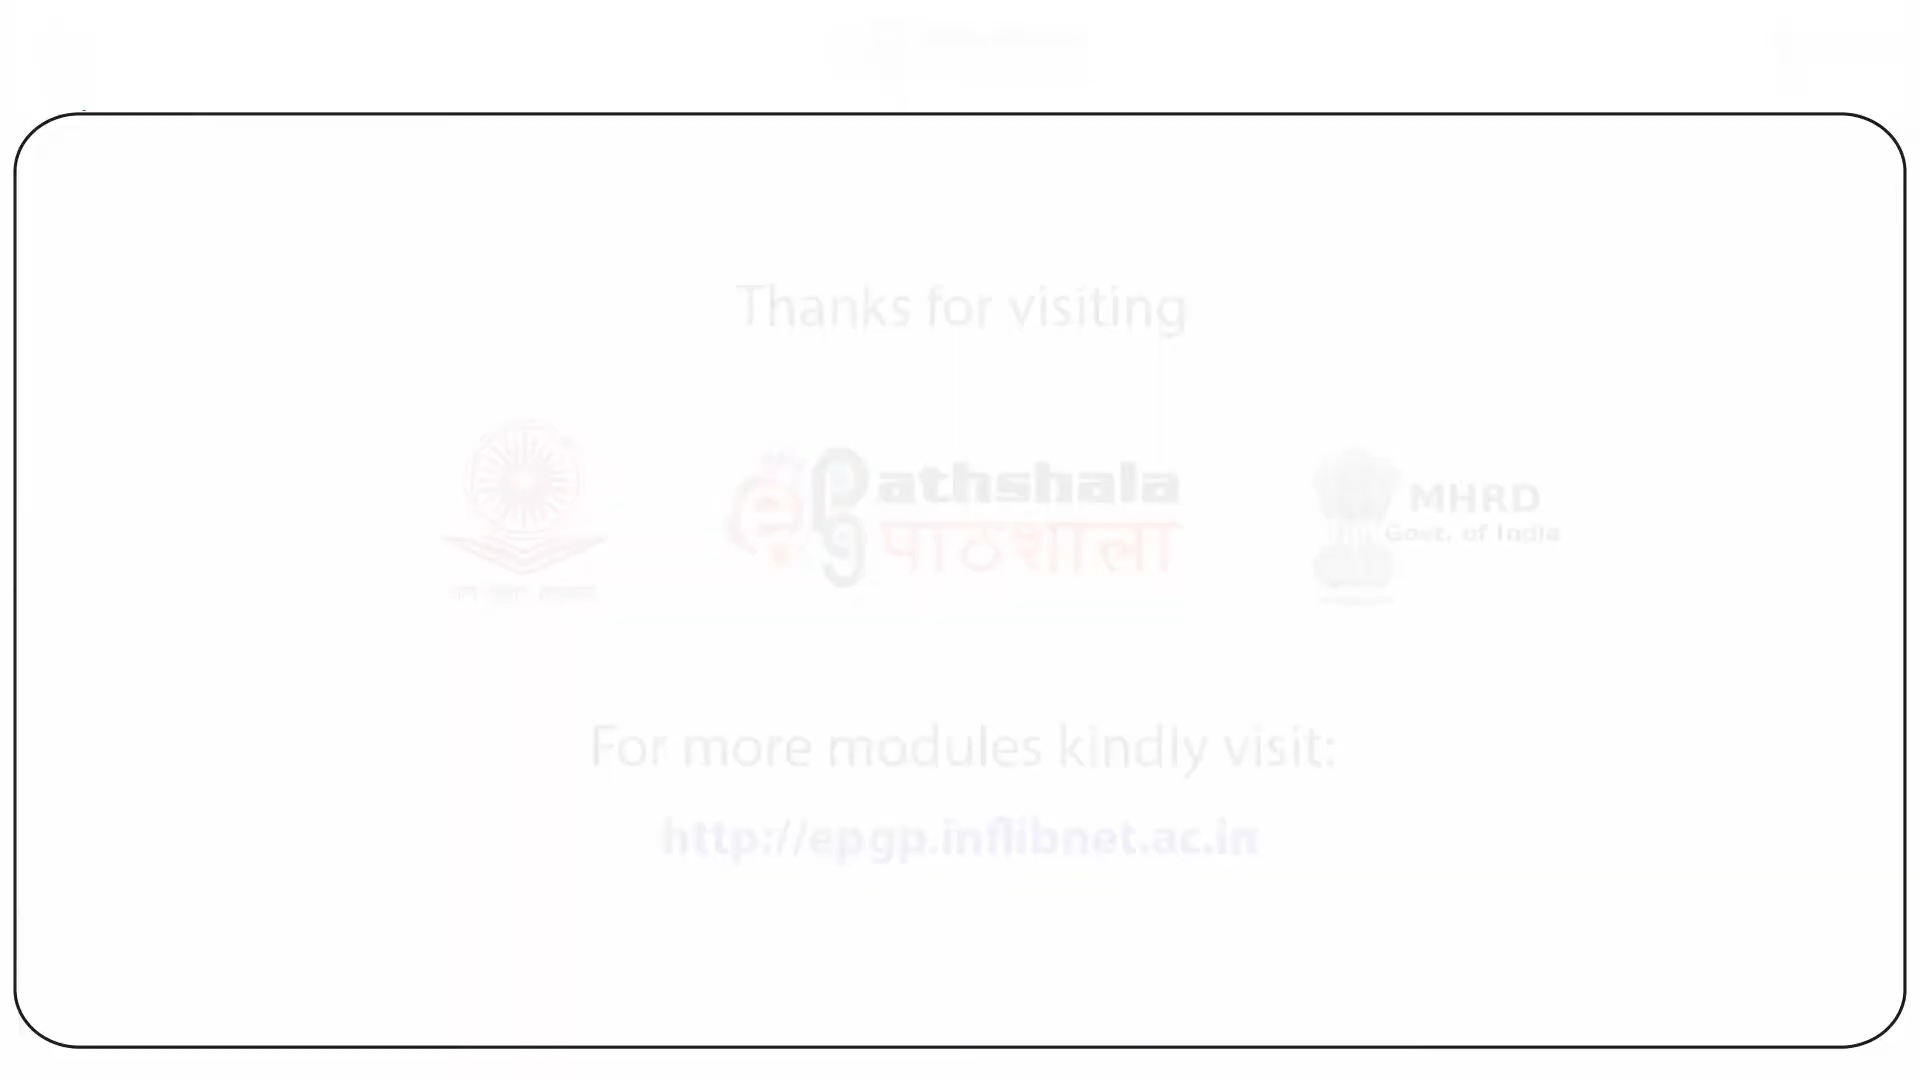 Thanks for visiting
ePG athshala
पाठशाला
MHRD
Govt. of India
For more modules kindly visit:
http://epgp.inflibnet.ac.in